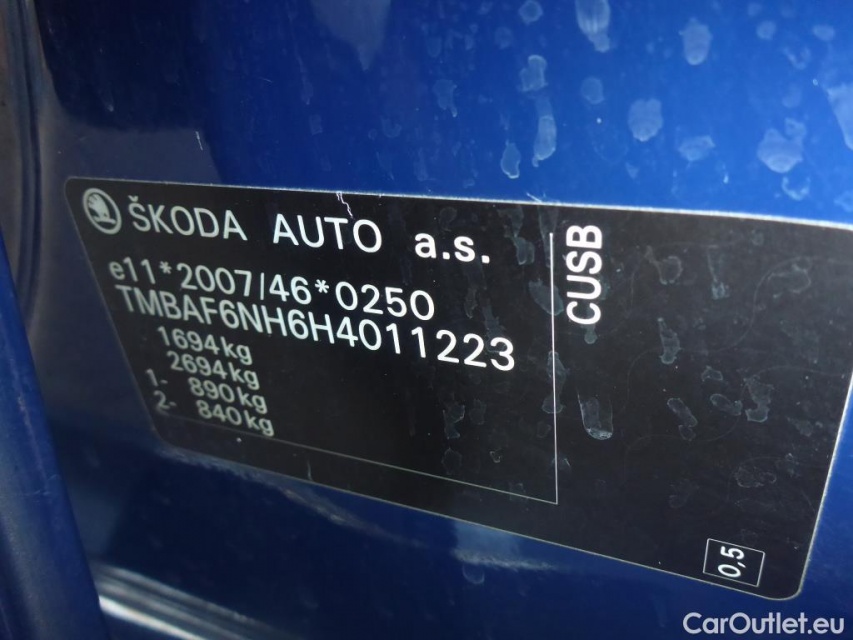 ŠKODA AUTO a.s.
e11*2007/46*0250
TMBAF6NH6H4011223
1694kg
2694kg
1- 890kg
2- 840kg
CUSB
0,5
CarOutlet.eu